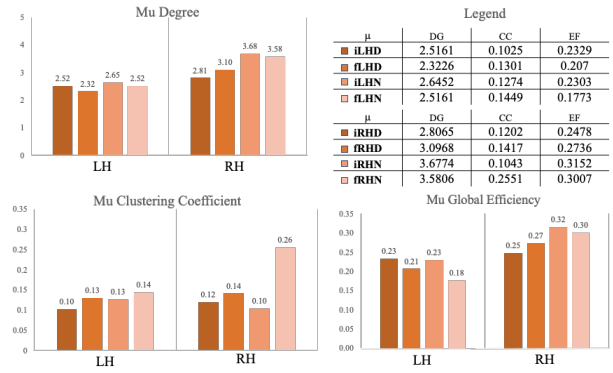 Mu Degree
5
4
3
2
1
0
2.52
2.32
2.65
2.52
2.81
3.10
3.68
3.58
LH
RH
Legend
μ DG CC EF
iLHD 2.5161 0.1025 0.2329
fLHD 2.3226 0.1301 0.207
iLHN 2.6452 0.1274 0.2303
fLHN 2.5161 0.1449 0.1773
μ DG CC EF
iRHD 2.8065 0.1202 0.2478
fRHD 3.0968 0.1417 0.2736
iRHN 3.6774 0.1043 0.3152
fRHN 3.5806 0.2551 0.3007
Mu Clustering Coefficient
0.35
0.3
0.25
0.2
0.15
0.1
0.05
0
0.10
0.13
0.13
0.14
0.12
0.14
0.10
0.26
LH
RH
Mu Global Efficiency
0.35
0.30
0.25
0.20
0.15
0.10
0.05
0.00
0.23
0.21
0.23
0.18
0.25
0.27
0.32
0.30
LH
RH